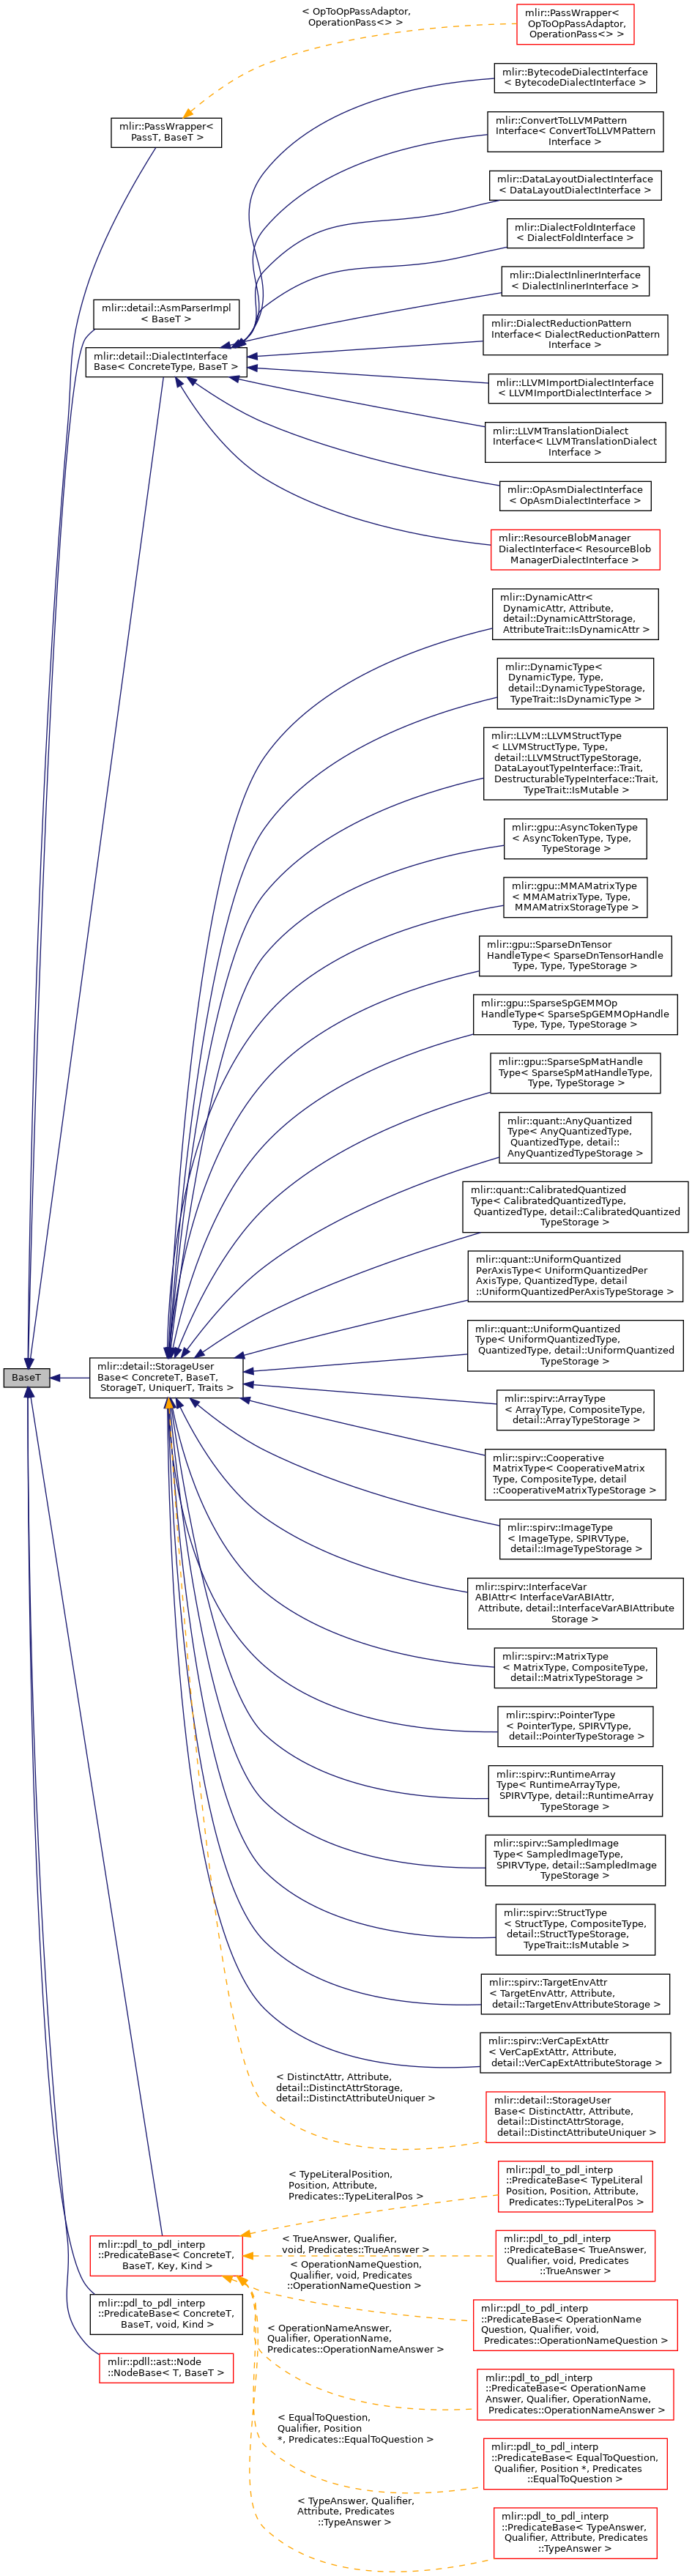 < OpToOpPassAdaptor,
OperationPass<> >
mlir::PassWrapper<
OpToOpPassAdaptor,
OperationPass<> >
mlir::BytecodeDialectInterface
< BytecodeDialectInterface >
mlir::PassWrapper<
PassT, BaseT >
mlir::ConvertToLLVMPattern
Interface< ConvertToLLVMPattern
Interface >
mlir::DataLayoutDialectInterface
< DataLayoutDialectInterface >
mlir::DialectFoldInterface
< DialectFoldInterface >
mlir::DialectInlinerInterface
< DialectInlinerInterface >
mlir::detail::AsmParserImpl
< BaseT >
mlir::DialectReductionPattern
Interface< DialectReductionPattern
Interface >
mlir::detail::DialectInterface
Base< ConcreteType, BaseT >
mlir::LLVMImportDialectInterface
< LLVMImportDialectInterface >
mlir::LLVMTranslationDialect
Interface< LLVMTranslationDialect
Interface >
mlir::OpAsmDialectInterface
< OpAsmDialectInterface >
mlir::ResourceBlobManager
DialectInterface< ResourceBlob
ManagerDialectInterface >
mlir::DynamicAttr<
DynamicAttr, Attribute,
detail::DynamicAttrStorage,
AttributeTrait::IsDynamicAttr >
mlir::DynamicType<
DynamicType, Type,
detail::DynamicTypeStorage,
TypeTrait::IsDynamicType >
mlir::LLVM::LLVMStructType
< LLVMStructType, Type,
detail::LLVMStructTypeStorage,
DataLayoutTypeInterface::Trait,
DestructurableTypeInterface::Trait,
TypeTrait::IsMutable >
mlir::gpu::AsyncTokenType
< AsyncTokenType, Type,
TypeStorage >
mlir::gpu::MMAMatrixType
< MMAMatrixType, Type,
MMAMatrixStorageType >
mlir::gpu::SparseDnTensor
HandleType< SparseDnTensorHandle
Type, Type, TypeStorage >
mlir::gpu::SparseSpGEMMOp
HandleType< SparseSpGEMMOpHandle
Type, Type, TypeStorage >
mlir::gpu::SparseSpMatHandle
Type< SparseSpMatHandleType,
Type, TypeStorage >
mlir::quant::AnyQuantized
Type< AnyQuantizedType,
QuantizedType, detail::
AnyQuantizedTypeStorage >
mlir::quant::CalibratedQuantized
Type< CalibratedQuantizedType,
QuantizedType, detail::CalibratedQuantized
TypeStorage >
mlir::quant::UniformQuantized
PerAxisType< UniformQuantizedPer
AxisType, QuantizedType, detail
::UniformQuantizedPerAxisTypeStorage >
mlir::quant::UniformQuantized
Type< UniformQuantizedType,
QuantizedType, detail::UniformQuantized
TypeStorage >
BaseT
mlir::detail::StorageUser
Base< ConcreteT, BaseT,
StorageT, UniquerT, Traits >
mlir::spirv::ArrayType
< ArrayType, CompositeType,
detail::ArrayTypeStorage >
mlir::spirv::Cooperative
MatrixType< CooperativeMatrix
Type, CompositeType, detail
::CooperativeMatrixTypeStorage >
mlir::spirv::ImageType
< ImageType, SPIRVType,
detail::ImageTypeStorage >
mlir::spirv::InterfaceVar
ABIAttr< InterfaceVarABIAttr,
Attribute, detail::InterfaceVarABIAttribute
Storage >
mlir::spirv::MatrixType
< MatrixType, CompositeType,
detail::MatrixTypeStorage >
mlir::spirv::PointerType
< PointerType, SPIRVType,
detail::PointerTypeStorage >
mlir::spirv::RuntimeArray
Type< RuntimeArrayType,
SPIRVType, detail::RuntimeArray
TypeStorage >
mlir::spirv::SampledImage
Type< SampledImageType,
SPIRVType, detail::SampledImage
TypeStorage >
mlir::spirv::StructType
< StructType, CompositeType,
detail::StructTypeStorage,
TypeTrait::IsMutable >
mlir::spirv::TargetEnvAttr
< TargetEnvAttr, Attribute,
detail::TargetEnvAttributeStorage >
mlir::spirv::VerCapExtAttr
< VerCapExtAttr, Attribute,
detail::VerCapExtAttributeStorage >
< DistinctAttr, Attribute,
detail::DistinctAttrStorage,
detail::DistinctAttributeUniquer >
mlir::detail::StorageUser
Base< DistinctAttr, Attribute,
detail::DistinctAttrStorage,
detail::DistinctAttributeUniquer >
< TypeLiteralPosition,
Position, Attribute,
Predicates::TypeLiteralPos >
mlir::pdl_to_pdl_interp
::PredicateBase< TypeLiteral
Position, Position, Attribute,
Predicates::TypeLiteralPos >
mlir::pdl_to_pdl_interp
::PredicateBase< ConcreteT,
BaseT, Key, Kind >
< TrueAnswer, Qualifier,
void, Predicates::TrueAnswer >
mlir::pdl_to_pdl_interp
::PredicateBase< TrueAnswer,
Qualifier, void, Predicates
::TrueAnswer >
< OperationNameQuestion,
Qualifier, void, Predicates
::OperationNameQuestion >
mlir::pdl_to_pdl_interp
::PredicateBase< ConcreteT,
BaseT, void, Kind >
mlir::pdl_to_pdl_interp
::PredicateBase< OperationName
Question, Qualifier, void,
Predicates::OperationNameQuestion >
< OperationNameAnswer,
Qualifier, OperationName,
Predicates::OperationNameAnswer >
mlir::pdll::ast::Node
::NodeBase< T, BaseT >
mlir::pdl_to_pdl_interp
::PredicateBase< OperationName
Answer, Qualifier, OperationName,
Predicates::OperationNameAnswer >
< EqualToQuestion,
Qualifier, Position
*, Predicates::EqualToQuestion >
mlir::pdl_to_pdl_interp
::PredicateBase< EqualToQuestion,
Qualifier, Position *, Predicates
::EqualToQuestion >
< TypeAnswer, Qualifier,
Attribute, Predicates
::TypeAnswer >
mlir::pdl_to_pdl_interp
::PredicateBase< TypeAnswer,
Qualifier, Attribute, Predicates
::TypeAnswer >